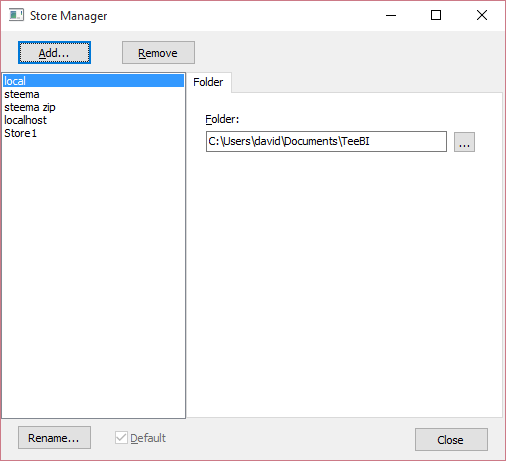 Store Manager
Add...
Remove
local
steema
steema zip
localhost
Store1
Folder
Folder:
C:\Users\david\Documents\TeeBI
...
Rename...
Default
Close